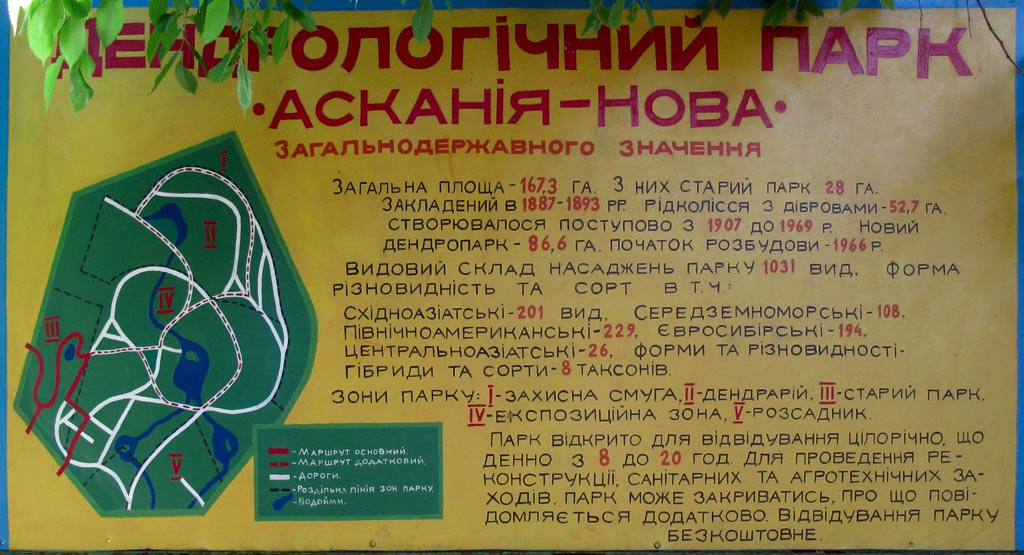 ДЕНДРОЛОГІЧНИЙ ПАРК
•АСКАНІЯ-НОВА•
ЗАГАЛЬНОДЕРЖАВНОГО ЗНАЧЕННЯ
ЗАГАЛЬНА ПЛОЩА-167,3 ГА. З НИХ СТАРИЙ ПАРК 28 ГА.
ЗАКЛАДЕНИЙ В 1887-1893 РР. РІДКОЛІССЯ З ДІБРОВАМИ-52,7 ГА.
СТВОРЮВАЛОСЯ ПОСТУПОВО З 1907 ДО 1969 Р. НОВИЙ
ДЕНДРОПАРК - 86,6 ГА. ПОЧАТОК РОЗБУДОВИ-1966 Р.
ВИДОВИЙ СКЛАД НАСАДЖЕНЬ ПАРКУ 1031 ВИД, ФОРМА
РІЗНОВИДНІСТЬ ТА СОРТ В Т.Ч.:
СХІДНОАЗІАТСЬКІ-201 ВИД, СЕРЕДЗЕМНОМОРСЬКІ-108.
ПІВНІЧНОАМЕРИКАНСЬКІ-229, ЄВРОСИБІРСЬКІ-194,
ЦЕНТРАЛЬНОАЗІАТСЬКІ-26, ФОРМИ ТА РІЗНОВИДНОСТІ-
ГІБРИДИ ТА СОРТИ-8 ТАКСОНІВ.
ЗОНИ ПАРКУ: I-ЗАХИСНА СМУГА, II-ДЕНДРАРІЙ, III-СТАРИЙ ПАРК,
IV-ЕКСПОЗИЦІЙНА ЗОНА, V-РОЗСАДНИК.
ПАРК ВІДКРИТО ДЛЯ ВІДВІДУВАННЯ ЦІЛОРІЧНО, ЩО
ДЕННО З 8 ДО 20 ГОД. ДЛЯ ПРОВЕДЕННЯ РЕ-
КОНСТРУКЦІЇ, САНІТАРНИХ ТА АГРОТЕХНІЧНИХ ЗА-
ХОДІВ, ПАРК МОЖЕ ЗАКРИВАТИСЬ, ПРО ЩО ПОВІ-
ДОМЛЯЄТЬСЯ ДОДАТКОВО. ВІДВІДУВАННЯ ПАРКУ
БЕЗКОШТОВНЕ.
I
II
III
IV
V
-МАРШРУТ ОСНОВНИЙ.
-МАРШРУТ ДОДАТКОВИЙ.
-ДОРОГИ.
-РОЗДІЛЬНА ЛІНІЯ ЗОН ПАРКУ
-ВОДОЙМИ.